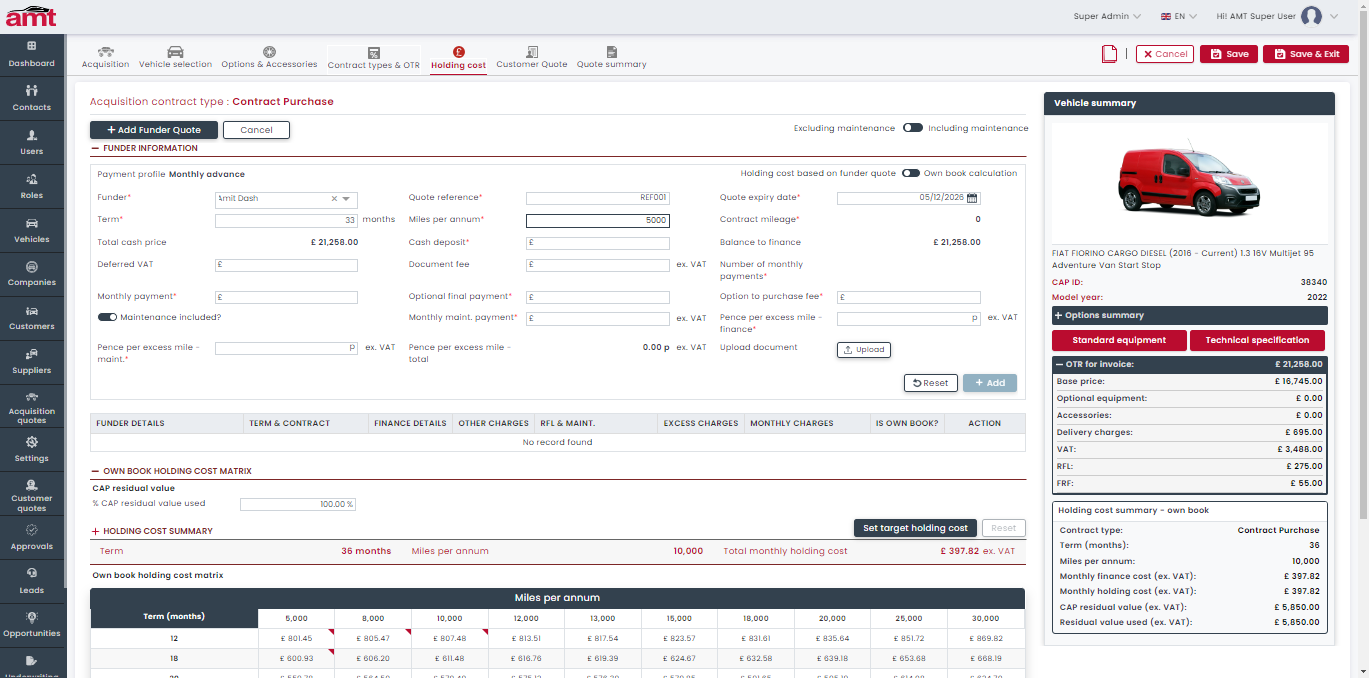 amt
Super Admin
EN
Hi! AMT Super User
Dashboard
Contacts
Users
Roles
Vehicles
Companies
Customers
Suppliers
Acquisition
quotes
Settings
Customer
quotes
Approvals
Leads
Opportunities
Underwriting
Acquisition
Vehicle selection
Options & Accessories
Contract types & OTR
Holding cost
Customer Quote
Quote summary
Cancel
Save
Save & Exit
Acquisition contract type : Contract Purchase
+ Add Funder Quote
Cancel
Excluding maintenance
Including maintenance
FUNDER INFORMATION
Payment profile Monthly advance
Holding cost based on funder quote
Own book calculation
Funder* Amit Dash
Quote reference* REF001
Quote expiry date* 05/12/2026
Term* 33 months
Miles per annum* 5000
Contract mileage* 0
Total cash price £ 21,258.00
Cash deposit* £
Balance to finance £ 21,258.00
Deferred VAT £
Document fee £ ex. VAT
Number of monthly
payments*
Monthly payment* £
Optional final payment* £
Option to purchase fee* £
Maintenance included?
Monthly maint. payment* £ ex. VAT
Pence per excess mile -
finance* p ex. VAT
Pence per excess mile -
maint.* p ex. VAT
Pence per excess mile -
total 0.00 p ex. VAT
Upload document Upload
Reset
+ Add
FUNDER DETAILS TERM & CONTRACT FINANCE DETAILS OTHER CHARGES RFL & MAINT. EXCESS CHARGES MONTHLY CHARGES IS OWN BOOK? ACTION
No record found
OWN BOOK HOLDING COST MATRIX
CAP residual value
% CAP residual value used 100.00 %
HOLDING COST SUMMARY
Set target holding cost
Reset
Term 36 months Miles per annum 10,000 Total monthly holding cost £ 397.82 ex. VAT
Own book holding cost matrix
Miles per annum
Term (months)
5,000 8,000 10,000 12,000 13,000 15,000 18,000 20,000 25,000 30,000
12 £ 801.45 £ 805.47 £ 807.48 £ 813.51 £ 817.54 £ 823.57 £ 831.61 £ 835.64 £ 851.72 £ 869.82
18 £ 600.93 £ 606.20 £ 611.48 £ 616.76 £ 619.39 £ 624.67 £ 632.58 £ 639.18 £ 653.68 £ 668.19
Vehicle summary
FIAT FIORINO CARGO DIESEL (2016 - Current) 1.3 16V Multijet 95
Adventure Van Start Stop
CAP ID: 38340
Model year: 2022
+ Options summary
Standard equipment
Technical specification
OTR for invoice: £ 21,258.00
Base price: £ 16,745.00
Optional equipment: £ 0.00
Accessories: £ 0.00
Delivery charges: £ 695.00
VAT: £ 3,488.00
RFL: £ 275.00
FRF: £ 55.00
Holding cost summary - own book
Contract type: Contract Purchase
Term (months): 36
Miles per annum: 10,000
Monthly finance cost (ex. VAT): £ 397.82
Monthly holding cost (ex. VAT): £ 397.82
CAP residual value (ex. VAT): £ 5,850.00
Residual value used (ex. VAT): £ 5,850.00